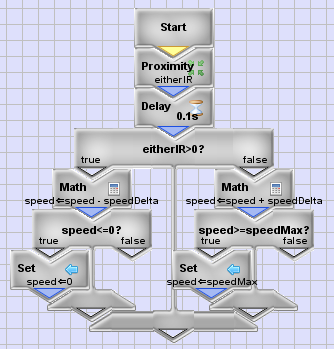 Start
Proximity
eitherIR
Delay
0.1s
eitherIR>0?
true
false
Math
speed⇐speed - speedDelta
Math
speed⇐speed + speedDelta
speed<=0?
true
false
speed>=speedMax?
true
false
Set
speed⇐0
Set
speed⇐speedMax